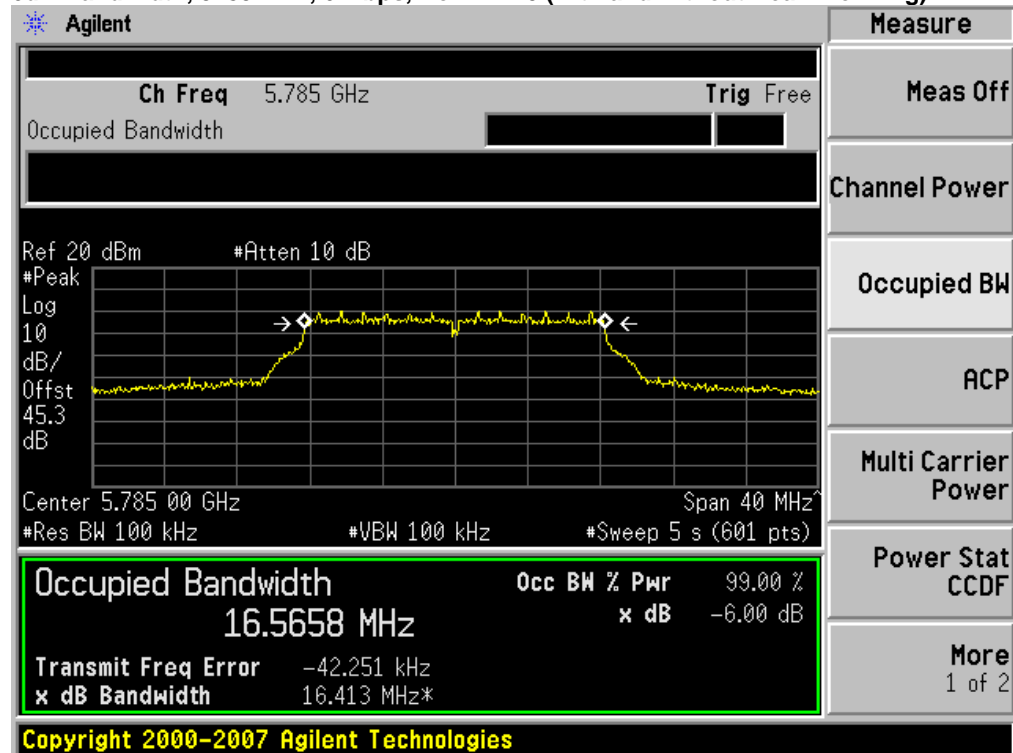 Agilent
Measure
Ch Freq 5.785 GHz Trig Free
Occupied Bandwidth
Meas Off
Channel Power
Occupied BW
ACP
Multi Carrier
Power
Power Stat
CCDF
More
1 of 2
Ref 20 dBm #Atten 10 dB
#Peak
Log
10
dB/
Offst
45.3
dB
Center 5.785 00 GHz Span 40 MHz^
#Res BW 100 kHz #VBW 100 kHz #Sweep 5 s (601 pts)
Occupied Bandwidth
16.5658 MHz
Occ BW % Pwr 99.00 %
x dB -6.00 dB
Transmit Freq Error -42.251 kHz
x dB Bandwidth 16.413 MHz*
Copyright 2000-2007 Agilent Technologies